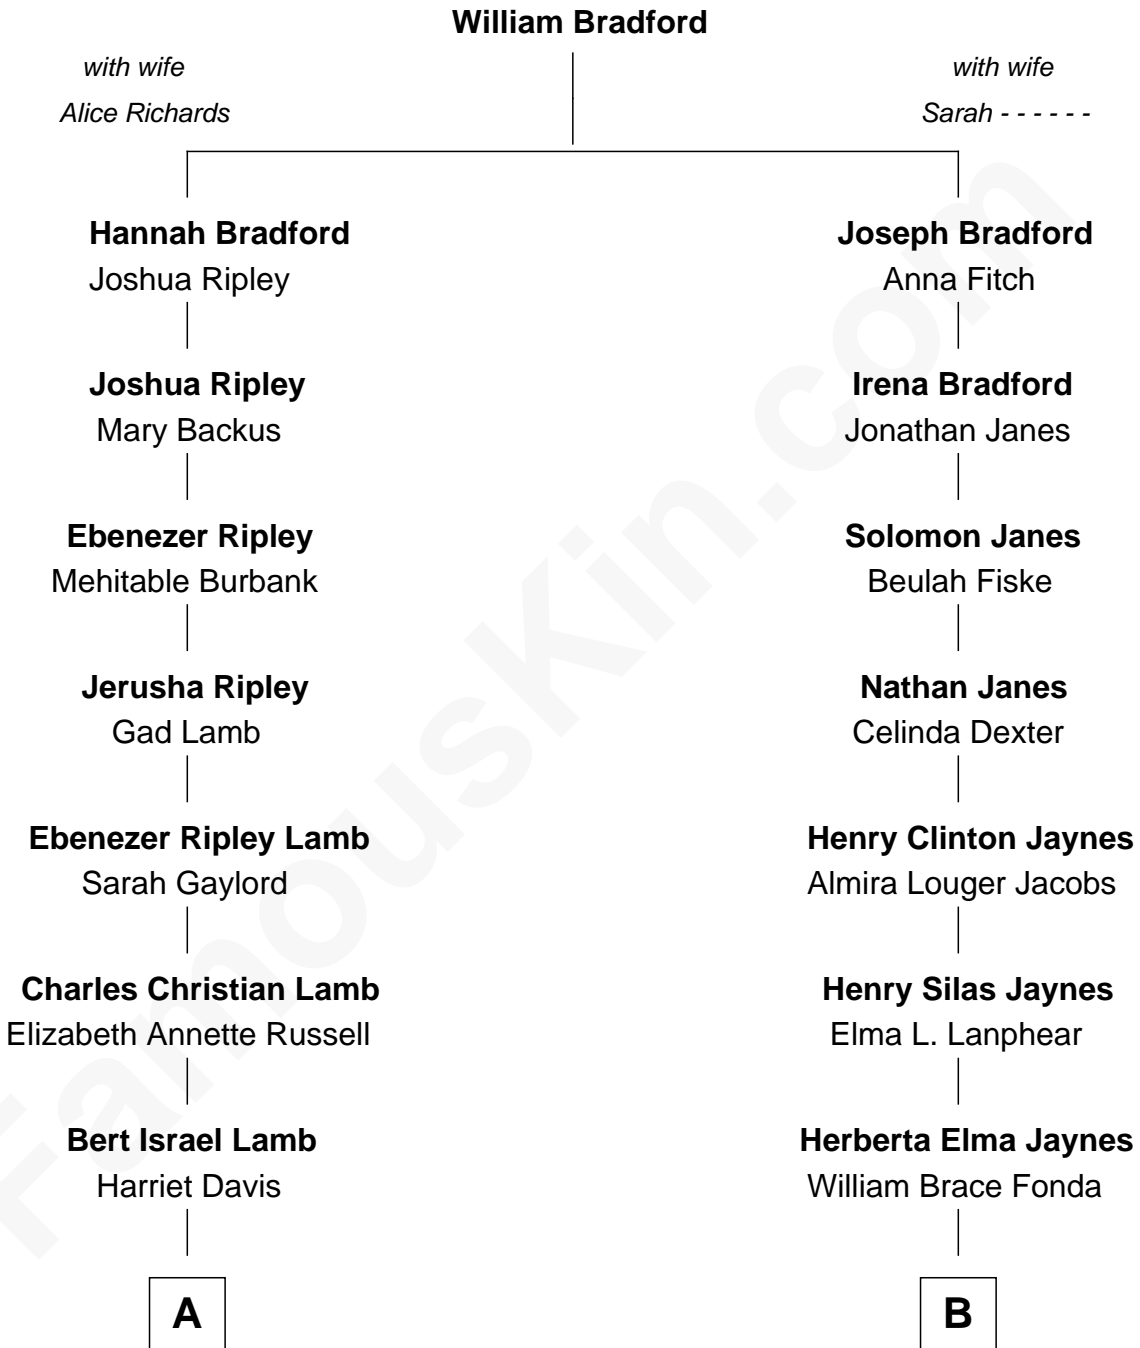 William Bradford
with wife
Alice Richards
with wife
Sarah - - - - - -
Hannah Bradford
Joshua Ripley
Joseph Bradford
Anna Fitch
Joshua Ripley
Mary Backus
Irena Bradford
Jonathan Janes
Ebenezer Ripley
Mehitable Burbank
Solomon Janes
Beulah Fiske
Jerusha Ripley
Gad Lamb
Nathan Janes
Celinda Dexter
Ebenezer Ripley Lamb
Sarah Gaylord
Henry Clinton Jaynes
Almira Louger Jacobs
Charles Christian Lamb
Elizabeth Annette Russell
Henry Silas Jaynes
Elma L. Lanphear
Bert Israel Lamb
Harriet Davis
Herberta Elma Jaynes
William Brace Fonda
A
B
FamousKin.com